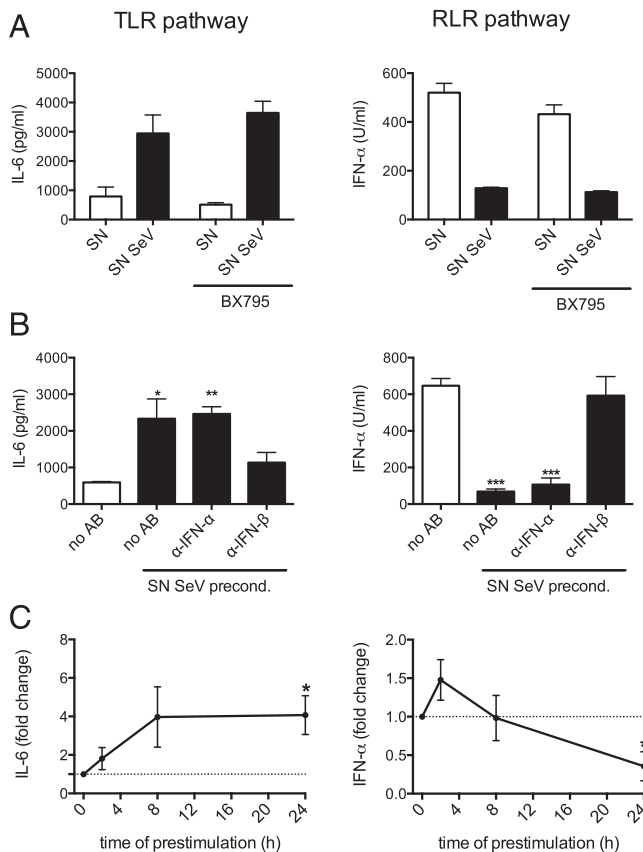 A
TLR pathway
RLR pathway
IL-6 (pg/ml)
5000
4000
3000
2000
1000
0
SN
SN SeV
SN
SN SeV
BX795
IFN-α (U/ml)
600
400
200
0
SN
SN SeV
SN
SN SeV
BX795
B
IL-6 (pg/ml)
4000
3000
2000
1000
0
*
**
no AB
no AB
α-IFN-α
α-IFN-β
SN SeV precond.
IFN-α (U/ml)
800
600
400
200
0
***
***
no AB
no AB
α-IFN-α
α-IFN-β
SN SeV precond.
C
IL-6 (fold change)
8
6
4
2
0
*
0
4
8
12
16
20
24
time of prestimulation (h)
IFN-α (fold change)
2.0
1.5
1.0
0.5
0.0
*
0
4
8
12
16
20
24
time of prestimulation (h)